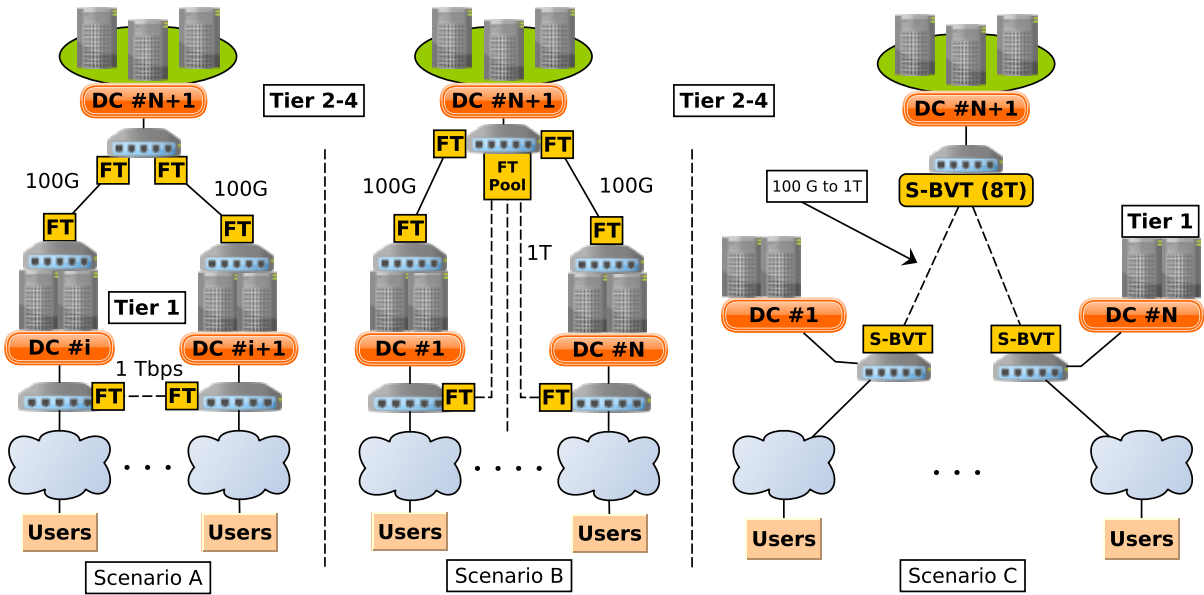 DC #N+1
Tier 2-4
FT
FT
100G
100G
FT
FT
Tier 1
DC #i
DC #i+1
1 Tbps
FT
FT
Users
Users
Scenario A
DC #N+1
Tier 2-4
FT
FT
FT
Pool
100G
100G
FT
FT
1T
DC #1
DC #N
FT
FT
Users
Users
Scenario B
DC #N+1
S-BVT (8T)
100 G to 1T
Tier 1
DC #1
DC #N
S-BVT
S-BVT
Users
Users
Scenario C